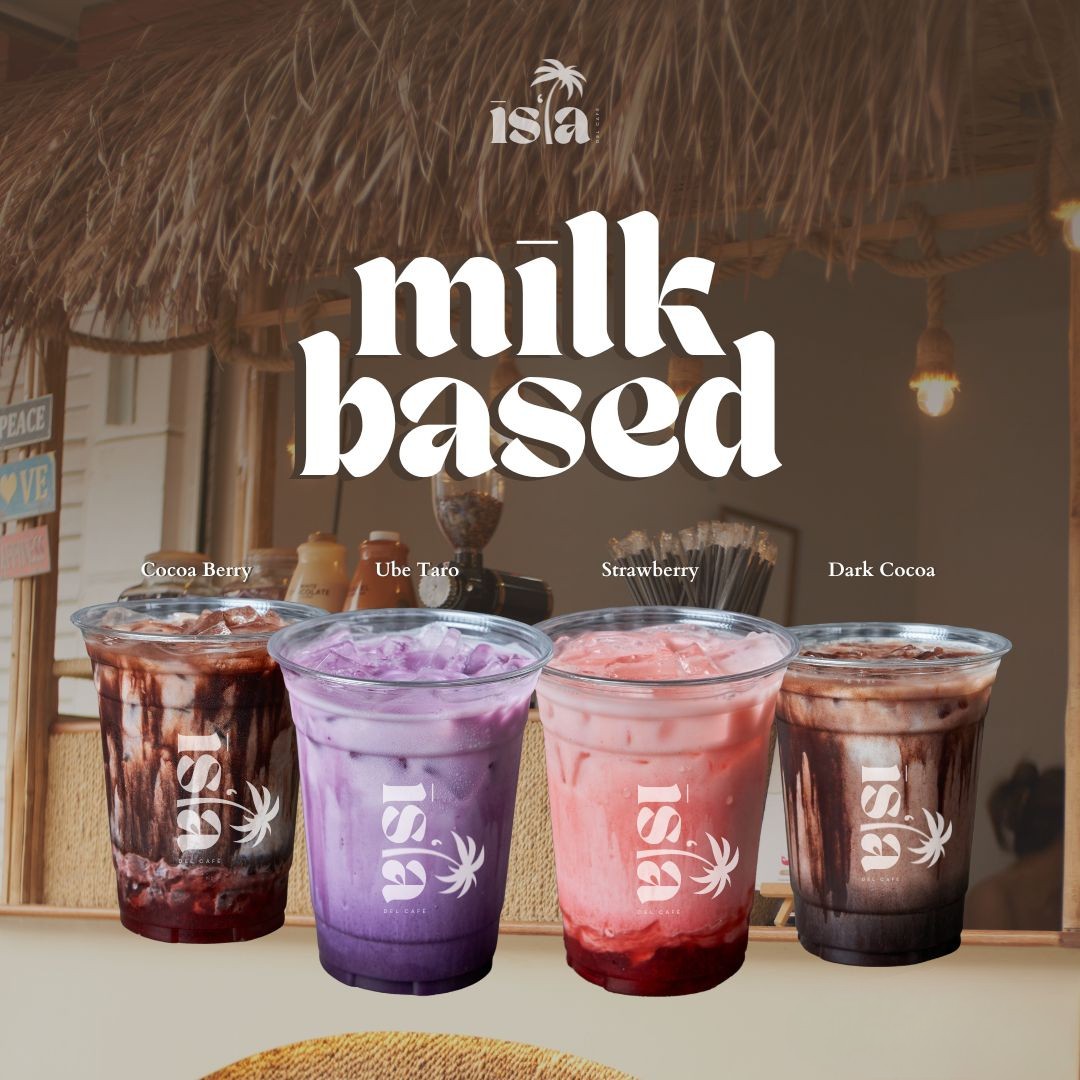 isla
DEL CAFE
milk
based
PEACE
VE
Cocoa Berry
Ube Taro
Strawberry
Dark Cocoa
isla
DEL CAFE
isla
DEL CAFE
isla
DEL CAFE
isla
DEL CAFE